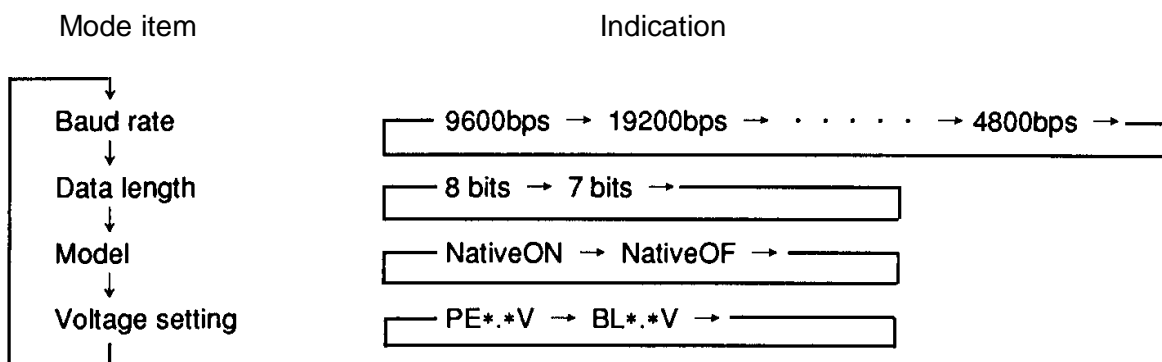 Mode item Indication
Baud rate 9600bps → 19200bps → · · · · · → 4800bps →
Data length 8 bits → 7 bits →
Model NativeON → NativeOF →
Voltage setting PE*.*V → BL*.*V →